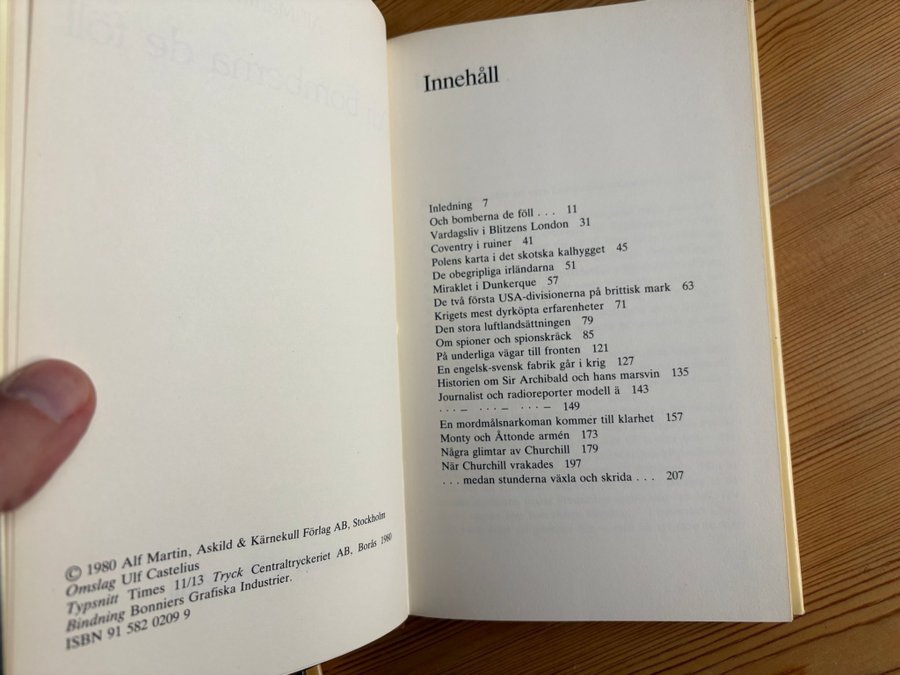 © 1980 Alf Martin, Askild & Kärnekull Förlag AB, Stockholm
Omslag Ulf Castelius
Typsnitt Times 11/13 Tryck Centraltryckeriet AB, Borås 1980
Bindning Bonniers Grafiska Industrier.
ISBN 91 582 0209 9
Innehåll
Inledning 7
Och bomberna de föll . . . 11
Vardagsliv i Blitzens London 31
Coventry i ruiner 41
Polens karta i det skotska kalhygget 45
De obegripliga irländarna 51
Miraklet i Dunkerque 57
De två första USA-divisionerna på brittisk mark 63
Krigets mest dyrköpta erfarenheter 71
Den stora luftlandsättningen 79
Om spioner och spionskräck 85
På underliga vägar till fronten 121
En engelsk-svensk fabrik går i krig 127
Historien om Sir Archibald och hans marsvin 135
Journalist och radioreporter modell ä 143
· · · – · · · – · · · – 149
En mordmålsnarkoman kommer till klarhet 157
Monty och Åttonde armén 173
Några glimtar av Churchill 179
När Churchill vrakades 197
. . . medan stunderna växla och skrida . . . 207